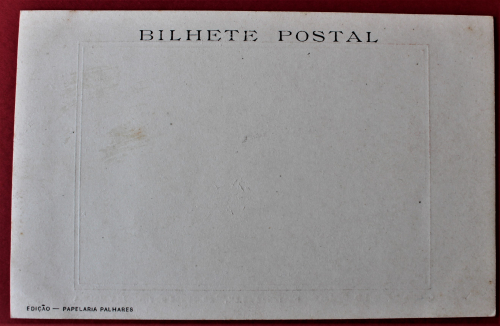 BILHETE POSTAL
EDIÇÃO — PAPELARIA PALHARES